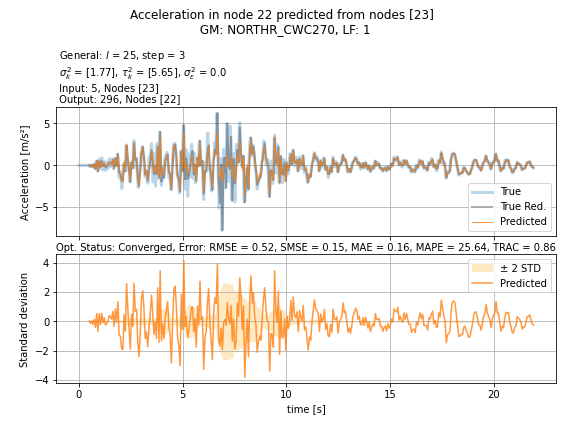 Acceleration in node 22 predicted from nodes [23]
GM: NORTHR_CWC270, LF: 1
General: l = 25, step = 3
σ²ₖ = [1.77], τ²ₖ = [5.65], σ²ε = 0.0
Input: 5, Nodes [23]
Output: 296, Nodes [22]
Acceleration [m/s²]
5
0
−5
True
True Red.
Predicted
Opt. Status: Converged, Error: RMSE = 0.52, SMSE = 0.15, MAE = 0.16, MAPE = 25.64, TRAC = 0.86
Standard deviation
4
2
0
−2
−4
± 2 STD
Predicted
0
5
10
15
20
time [s]